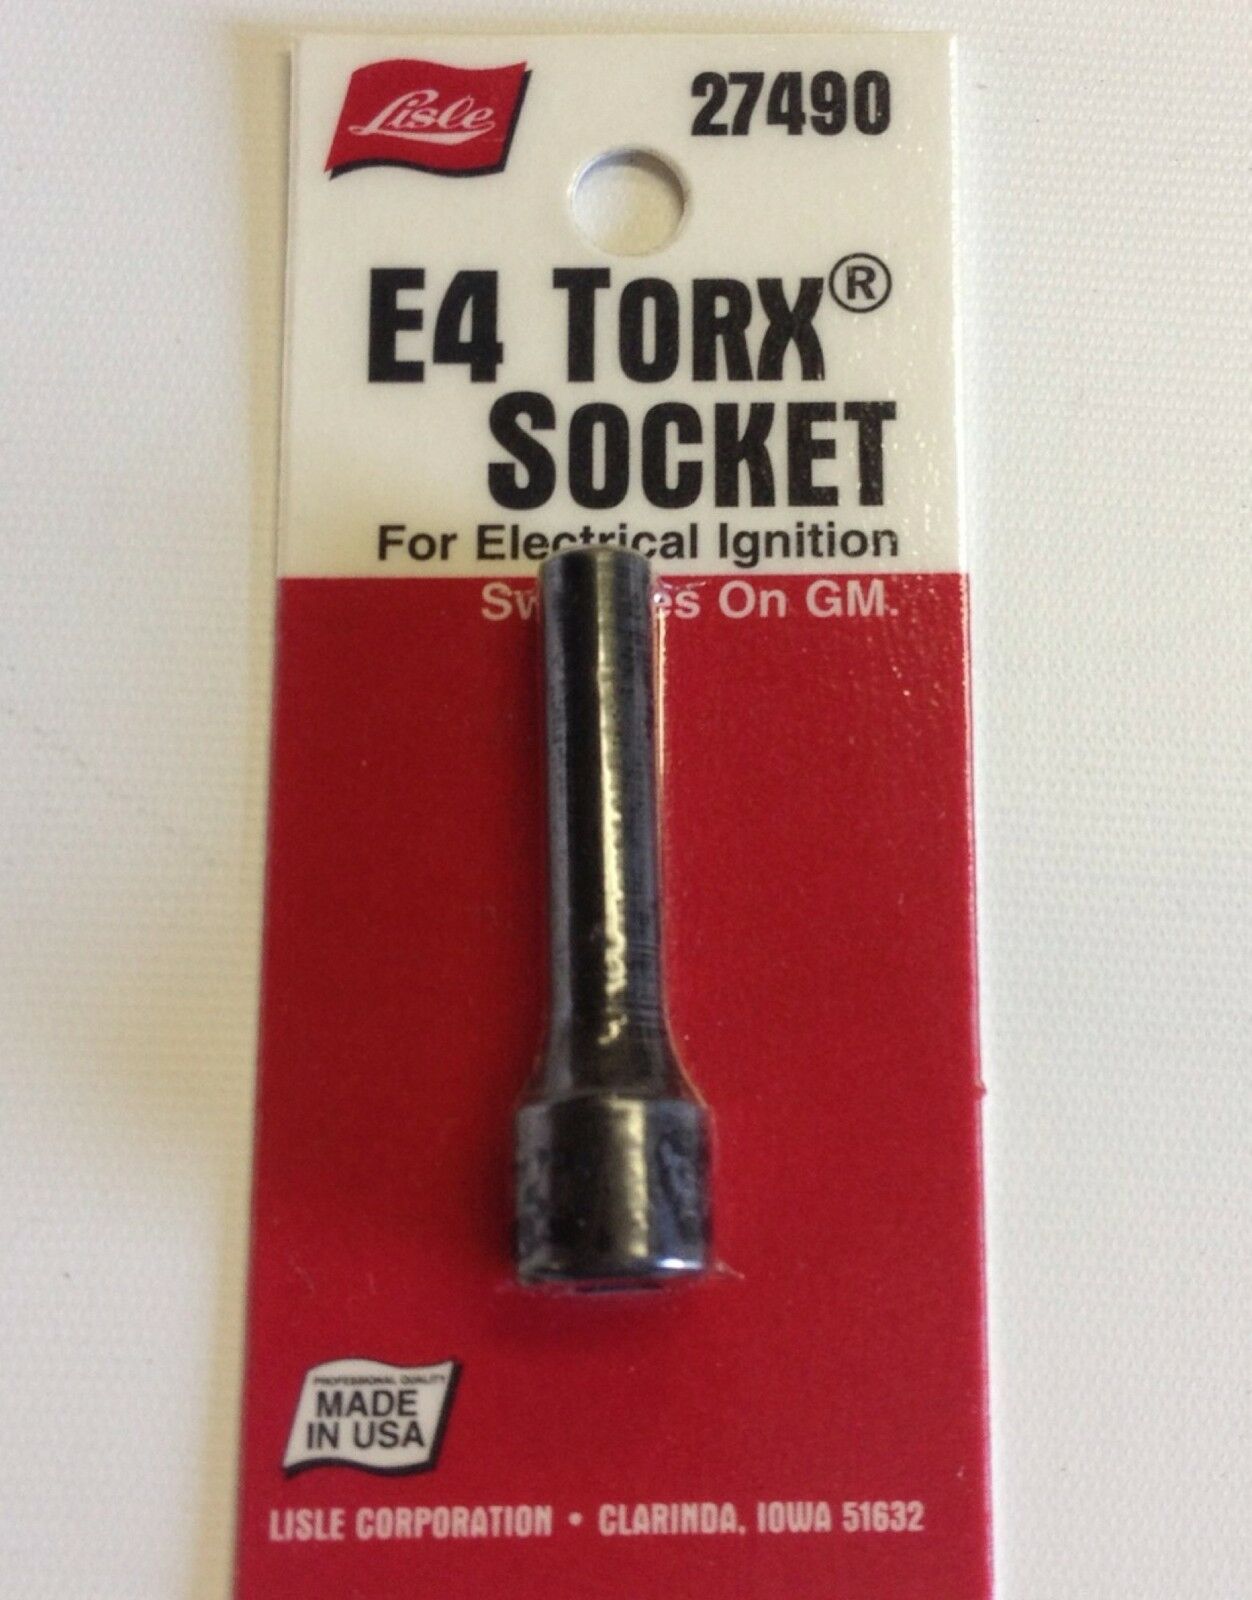 Lisle
27490
E4 TORX®
SOCKET
For Electrical Ignition
On GM.
PROFESSIONAL QUALITY
MADE
IN USA
LISLE CORPORATION • CLARINDA, IOWA 51632